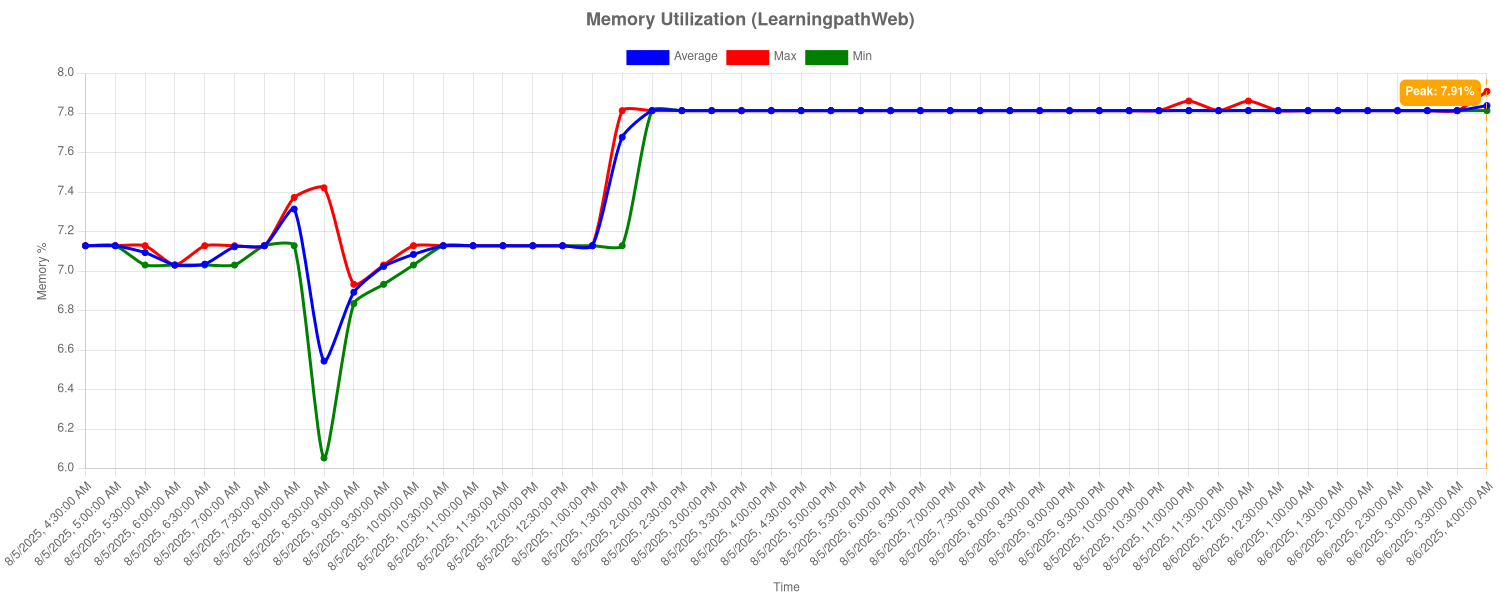 Memory Utilization (LearningpathWeb)
Average Max Min
8.0
Peak: 7.91%
7.8
7.6
7.4
7.2
7.0
6.8
6.6
6.4
6.2
6.0
Memory %
8/5/2025, 4:30:00 AM
8/5/2025, 5:00:00 AM
8/5/2025, 5:30:00 AM
8/5/2025, 6:00:00 AM
8/5/2025, 6:30:00 AM
8/5/2025, 7:00:00 AM
8/5/2025, 7:30:00 AM
8/5/2025, 8:00:00 AM
8/5/2025, 8:30:00 AM
8/5/2025, 9:00:00 AM
8/5/2025, 9:30:00 AM
8/5/2025, 10:00:00 AM
8/5/2025, 10:30:00 AM
8/5/2025, 11:00:00 AM
8/5/2025, 11:30:00 AM
8/5/2025, 12:00:00 PM
8/5/2025, 12:30:00 PM
8/5/2025, 1:00:00 PM
8/5/2025, 1:30:00 PM
8/5/2025, 2:00:00 PM
8/5/2025, 2:30:00 PM
8/5/2025, 3:00:00 PM
8/5/2025, 3:30:00 PM
8/5/2025, 4:00:00 PM
8/5/2025, 4:30:00 PM
8/5/2025, 5:00:00 PM
8/5/2025, 5:30:00 PM
8/5/2025, 6:00:00 PM
8/5/2025, 6:30:00 PM
8/5/2025, 7:00:00 PM
8/5/2025, 7:30:00 PM
8/5/2025, 8:00:00 PM
8/5/2025, 8:30:00 PM
8/5/2025, 9:00:00 PM
8/5/2025, 9:30:00 PM
8/5/2025, 10:00:00 PM
8/5/2025, 10:30:00 PM
8/5/2025, 11:00:00 PM
8/5/2025, 11:30:00 PM
8/6/2025, 12:00:00 AM
8/6/2025, 12:30:00 AM
8/6/2025, 1:00:00 AM
8/6/2025, 1:30:00 AM
8/6/2025, 2:00:00 AM
8/6/2025, 2:30:00 AM
8/6/2025, 3:00:00 AM
8/6/2025, 3:30:00 AM
8/6/2025, 4:00:00 AM
Time